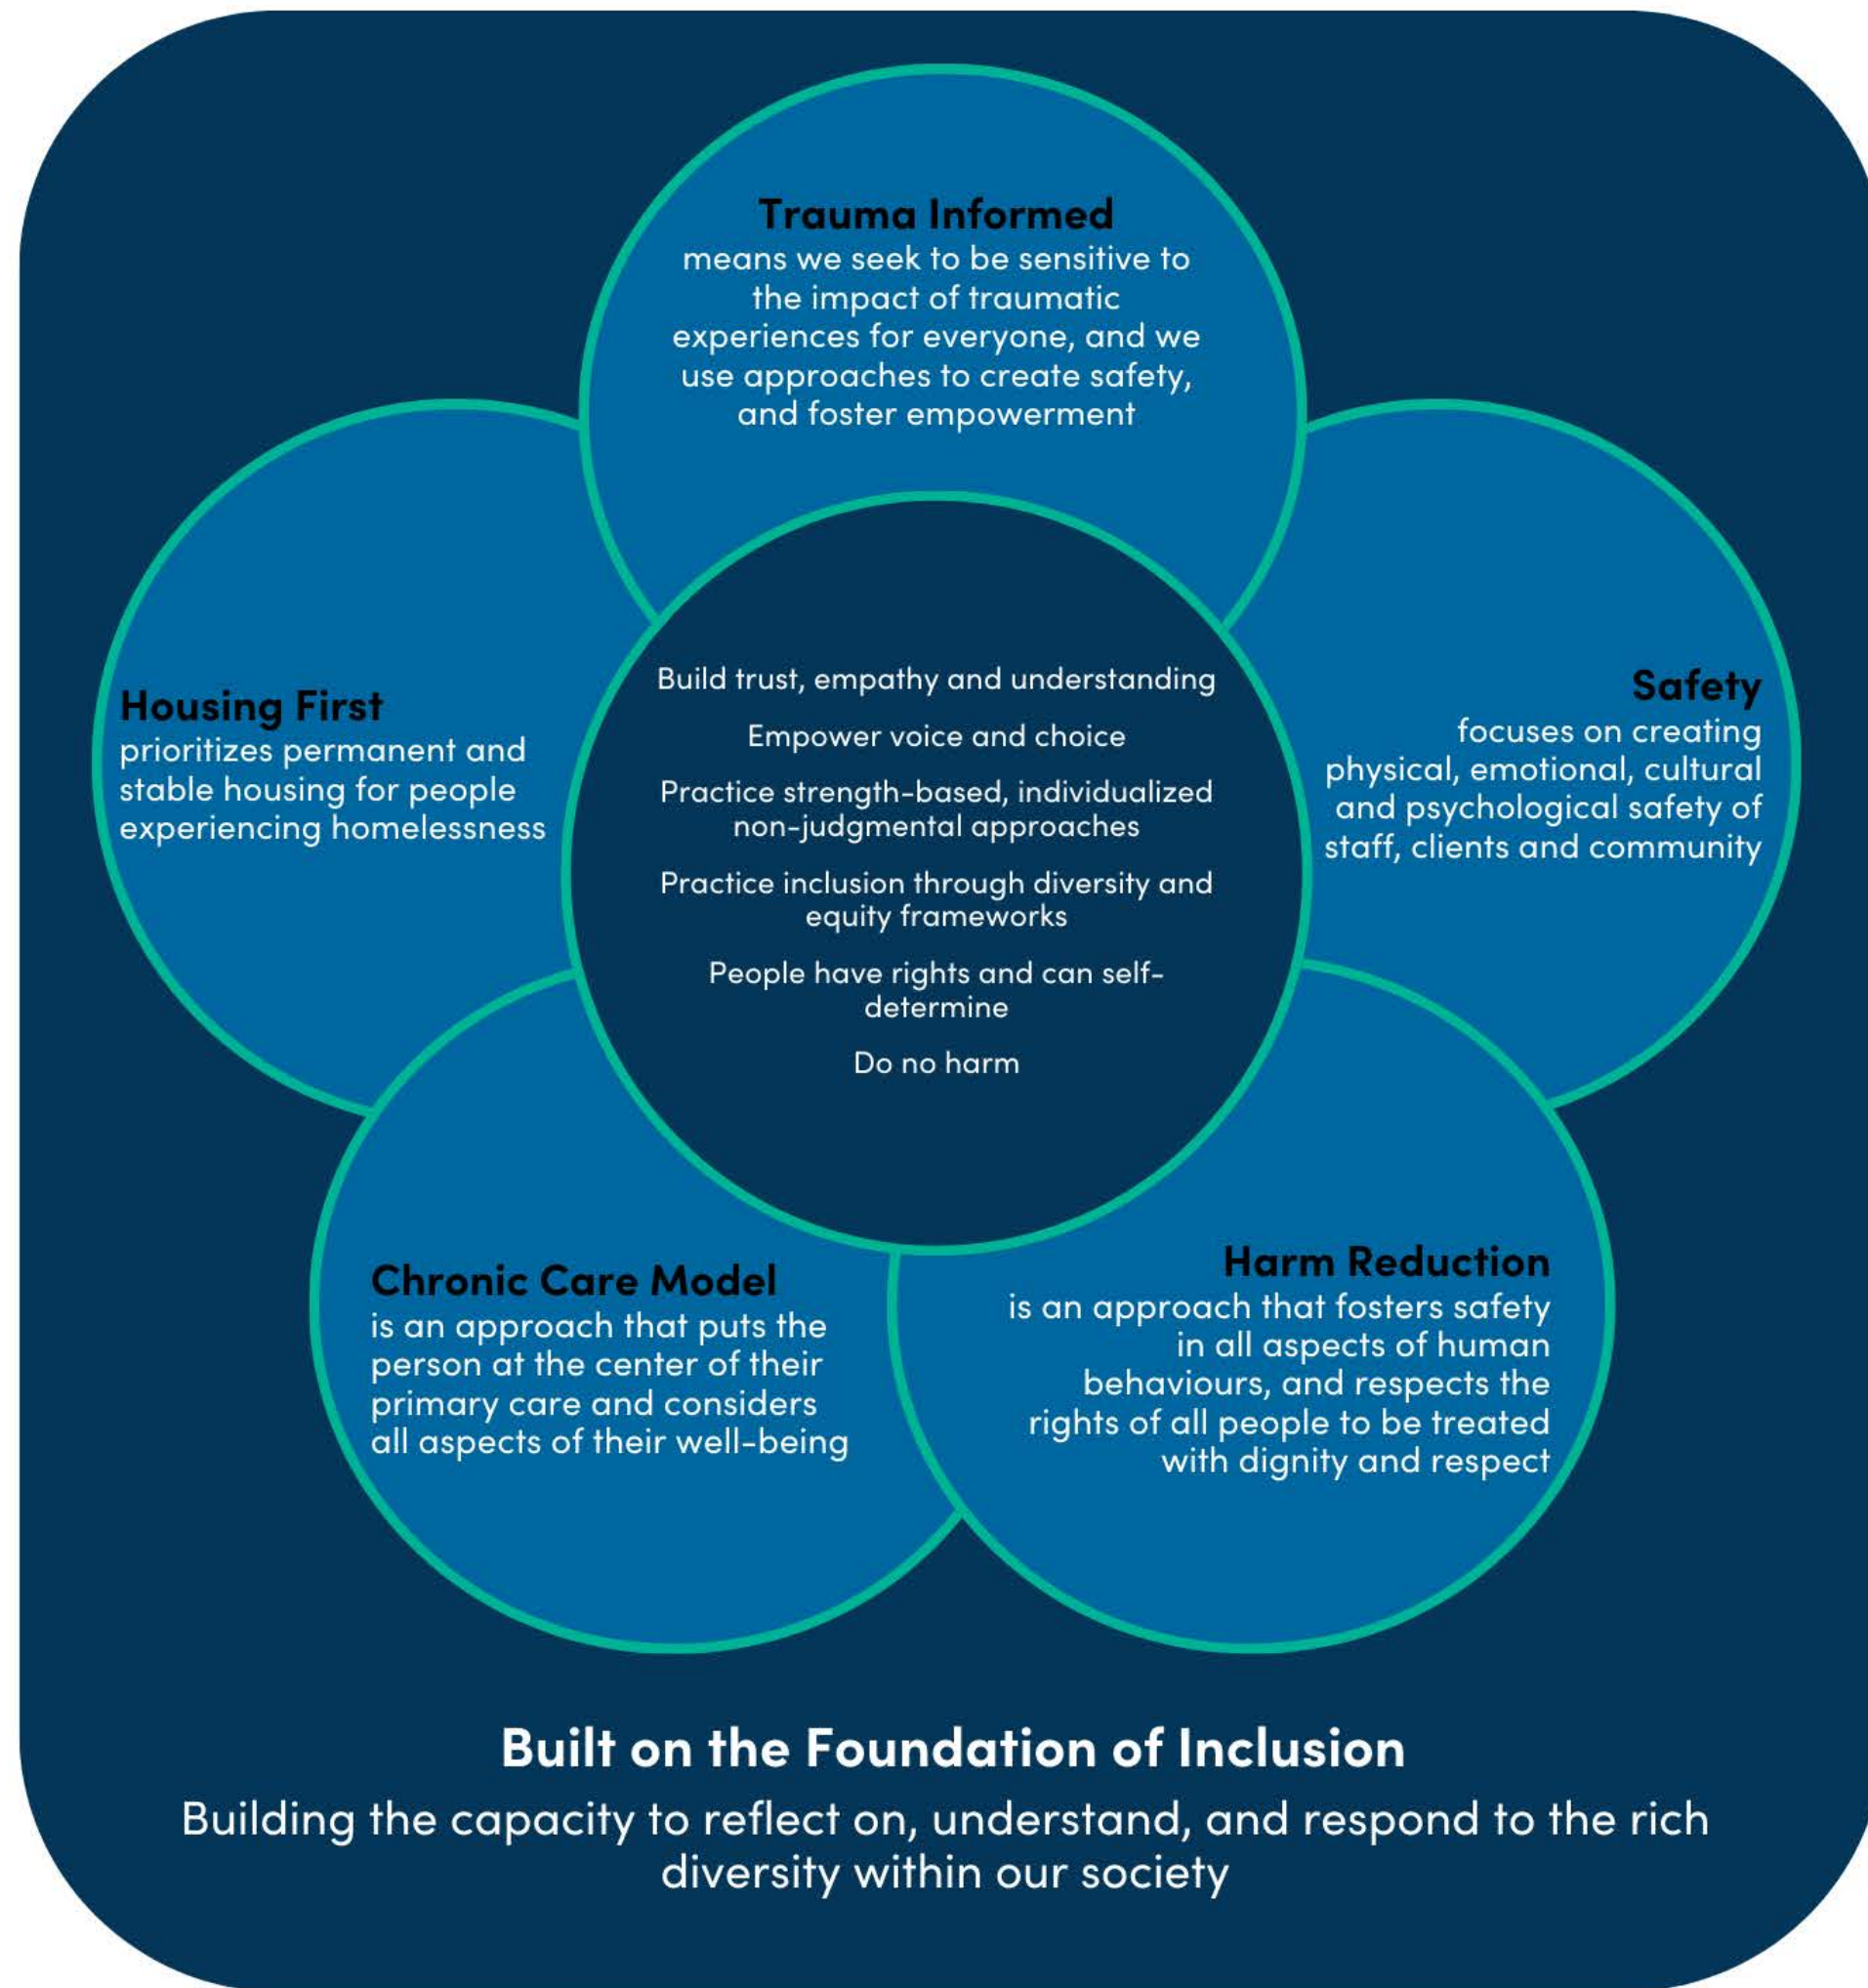 Trauma Informed
means we seek to be sensitive to
the impact of traumatic
experiences for everyone, and we
use approaches to create safety,
and foster empowerment
Housing First
prioritizes permanent and
stable housing for people
experiencing homelessness
Build trust, empathy and understanding
Empower voice and choice
Practice strength-based, individualized
non-judgmental approaches
Practice inclusion through diversity and
equity frameworks
People have rights and can self-
determine
Do no harm
Safety
focuses on creating
physical, emotional, cultural
and psychological safety of
staff, clients and community
Chronic Care Model
is an approach that puts the
person at the center of their
primary care and considers
all aspects of their well-being
Harm Reduction
is an approach that fosters safety
in all aspects of human
behaviours, and respects the
rights of all people to be treated
with dignity and respect
Built on the Foundation of Inclusion
Building the capacity to reflect on, understand, and respond to the rich
diversity within our society